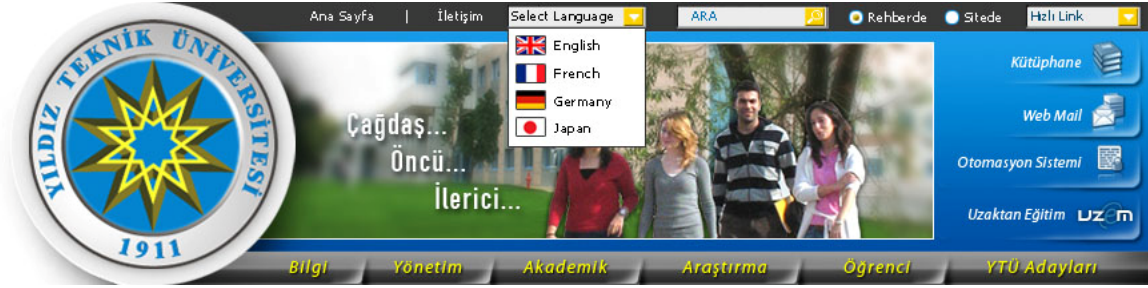 YILDIZ TEKNİK ÜNİVERSİTESİ
1911
Ana Sayfa | İletişim
Select Language
English
French
Germany
Japan
ARA
Rehberde
Sitede
Hızlı Link
Çağdaş...
Öncü...
İlerici...
Kütüphane
Web Mail
Otomasyon Sistemi
Uzaktan Eğitim uzem
Bilgi
Yönetim
Akademik
Araştırma
Öğrenci
YTÜ Adayları